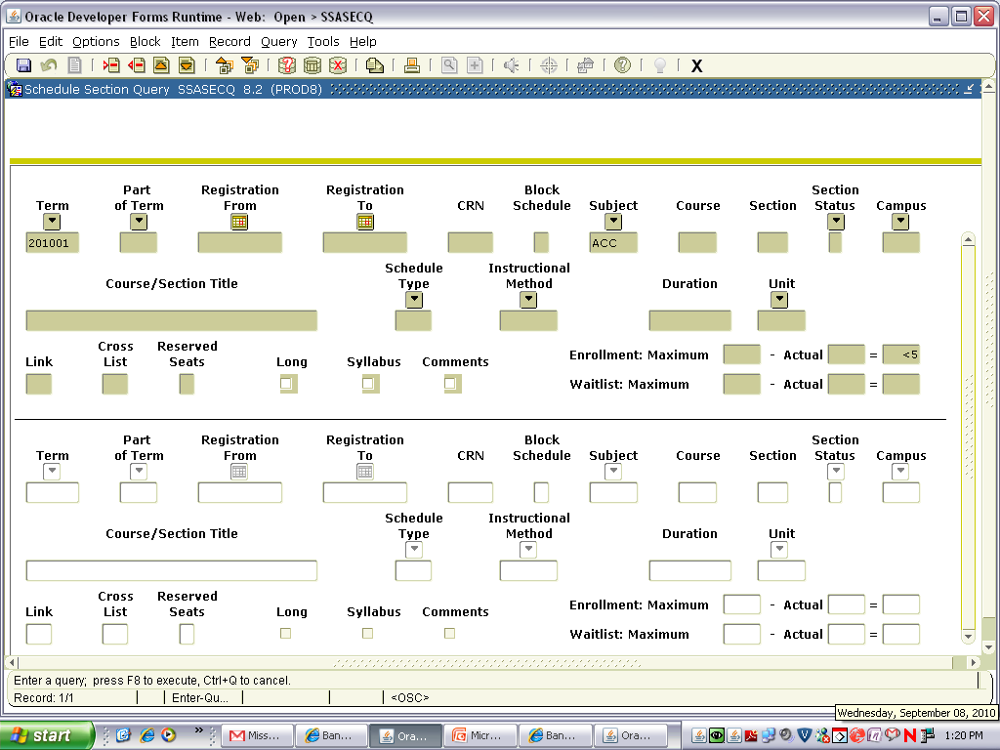 Oracle Developer Forms Runtime - Web: Open > SSASECQ
File Edit Options Block Item Record Query Tools Help
X
Schedule Section Query SSASECQ 8.2 (PROD8)
Term Part of Term Registration From Registration To CRN Block Schedule Subject Course Section Section Status Campus
201001 ACC
Course/Section Title Schedule Type Instructional Method Duration Unit
Link Cross List Reserved Seats Long Syllabus Comments
Enrollment: Maximum - Actual = <5
Waitlist: Maximum - Actual =
Term Part of Term Registration From Registration To CRN Block Schedule Subject Course Section Section Status Campus
Course/Section Title Schedule Type Instructional Method Duration Unit
Link Cross List Reserved Seats Long Syllabus Comments
Enrollment: Maximum - Actual =
Waitlist: Maximum - Actual =
Enter a query; press F8 to execute, Ctrl+Q to cancel.
Record: 1/1 Enter-Qu... <OSC>
Wednesday, September 08, 2010
start Miss... Ban... Ora... Micr... Ban... Ora... 1:20 PM